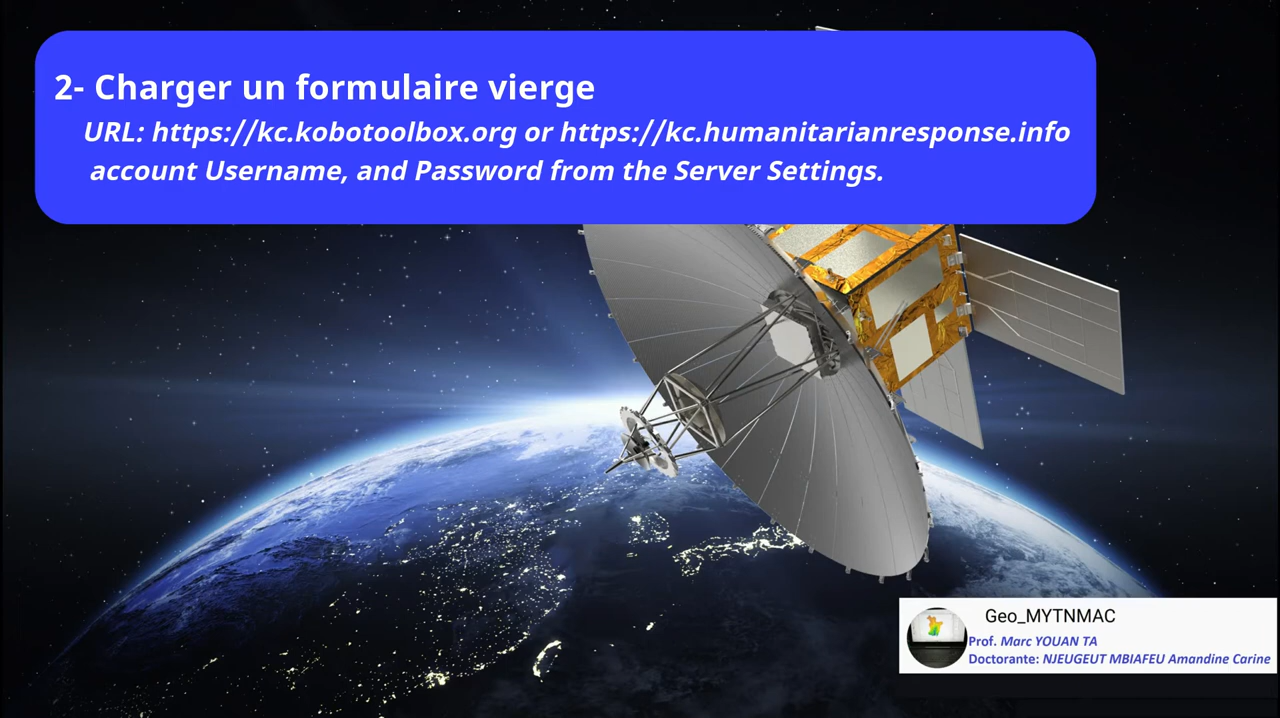 2- Charger un formulaire vierge
URL: https://kc.kobotoolbox.org or https://kc.humanitarianresponse.info
account Username, and Password from the Server Settings.
Geo_MYTNMAC
Prof. Marc YOUAN TA
Doctorante: NJEUGEUT MBIAFEU Amandine Carine